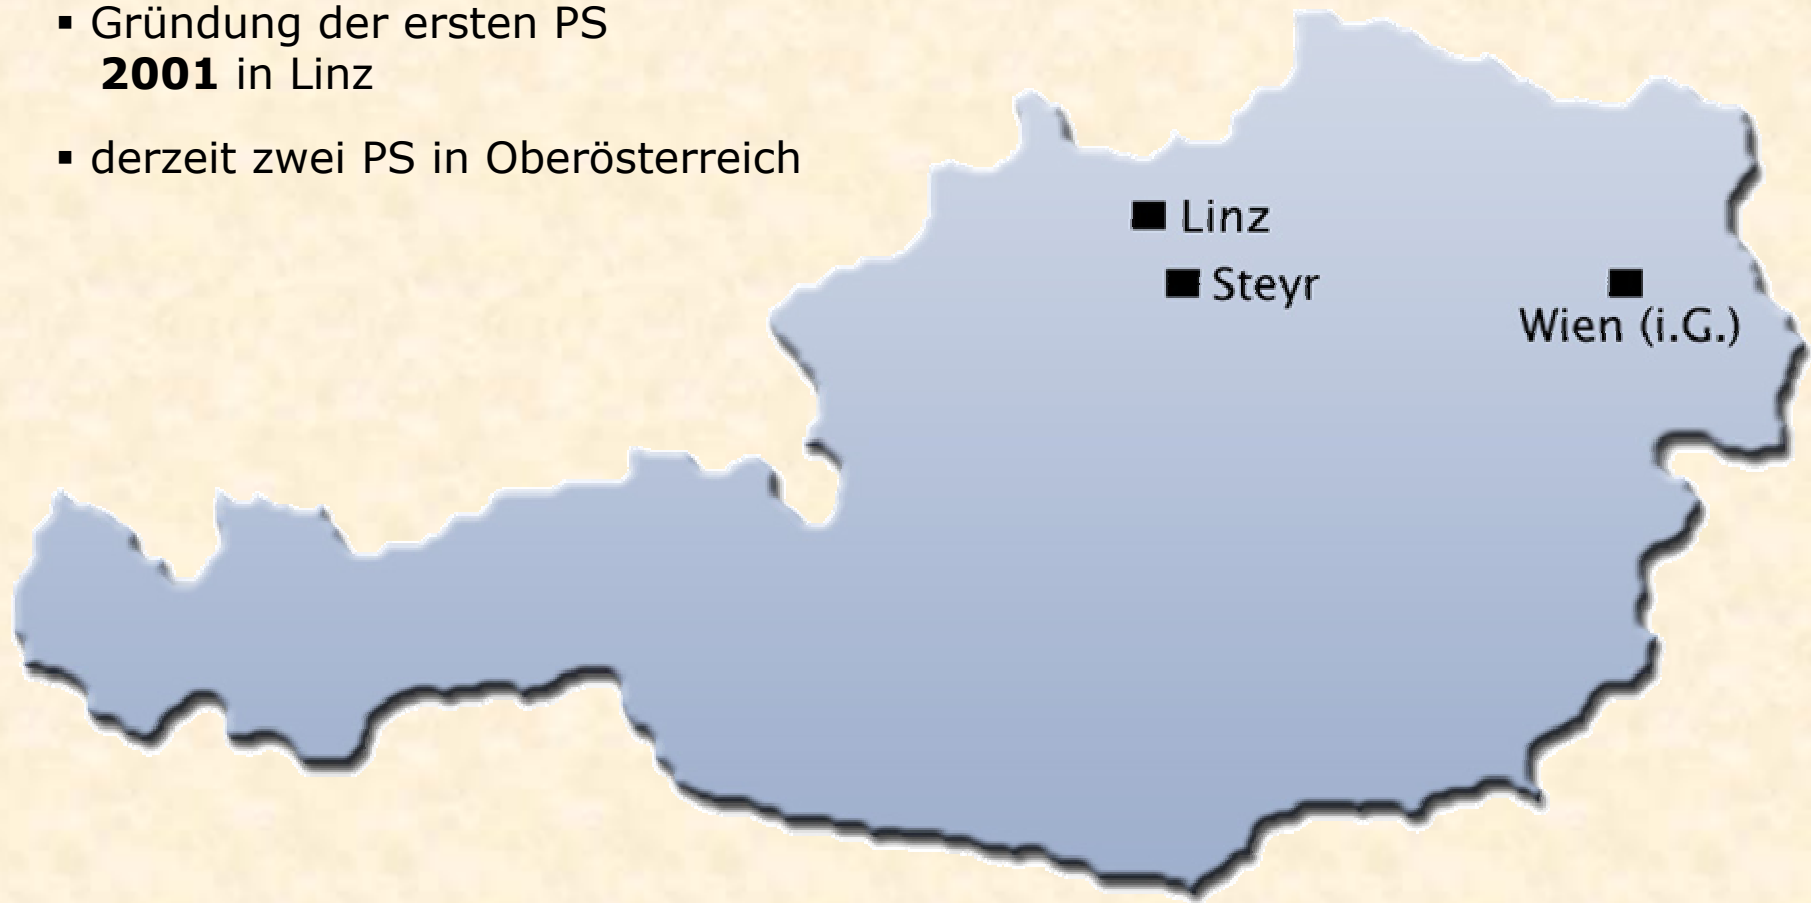 ▪ Gründung der ersten PS
2001 in Linz
▪ derzeit zwei PS in Oberösterreich
Linz
Steyr
Wien (i.G.)